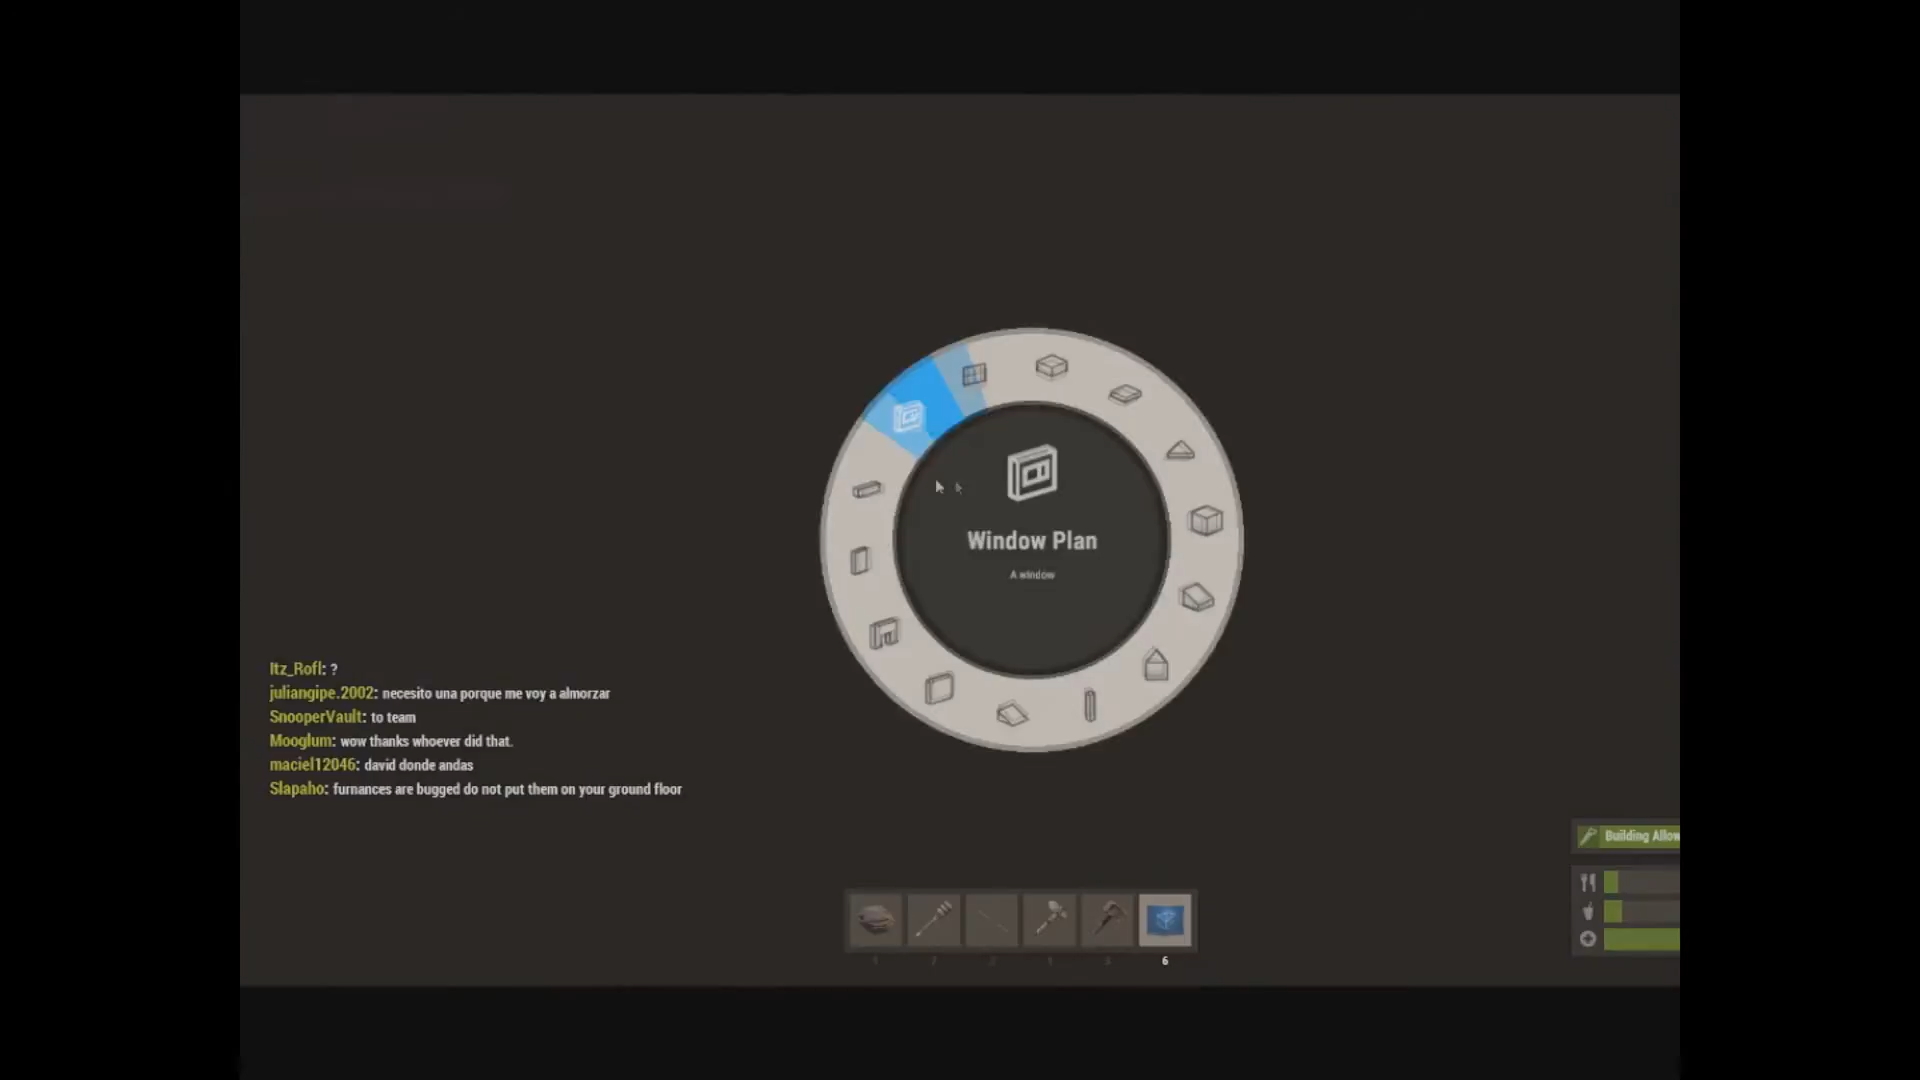 Window Plan
A window
Itz_Rofl: ?
juliangipe.2002: necesito una porque me voy a almorzar
SnooperVault: to team
Mooglum: wow thanks whoever did that.
maciel12046: david donde andas
Slapaho: furnances are bugged do not put them on your ground floor
Building Allow
6